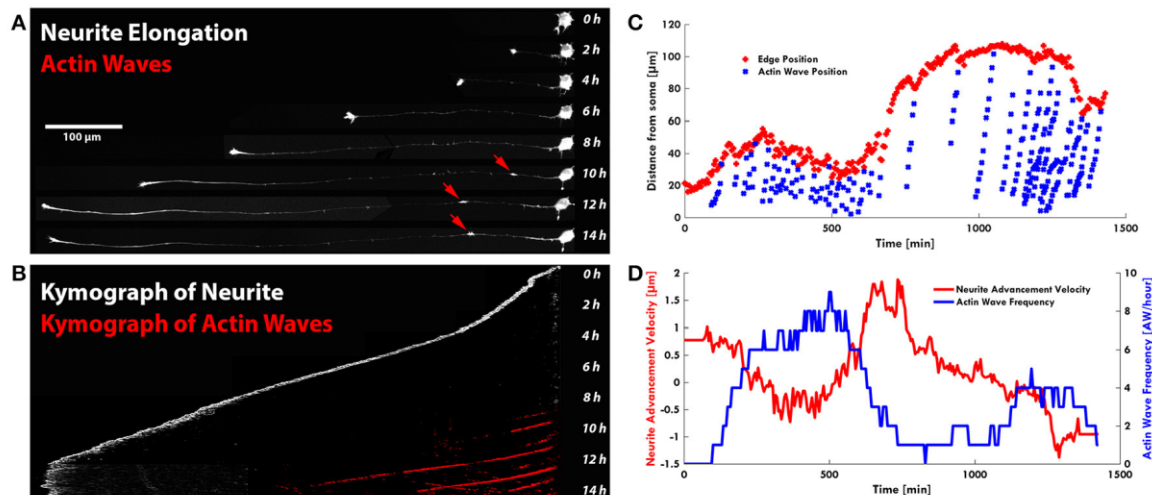 A
Neurite Elongation
Actin Waves
100 µm
0 h
2 h
4 h
6 h
8 h
10 h
12 h
14 h
B
Kymograph of Neurite
Kymograph of Actin Waves
0 h
2 h
4 h
6 h
8 h
10 h
12 h
14 h
C
Distance from soma [µm]
120
100
80
60
40
20
0
Edge Position
Actin Wave Position
0
500
1000
1500
Time [min]
D
Neurite Advancement Velocity [µm]
2
1.5
1
0.5
0
-0.5
-1
-1.5
Neurite Advancement Velocity
Actin Wave Frequency
10
8
6
4
2
0
Actin Wave Frequency [AW/hour]
0
500
1000
1500
Time [min]